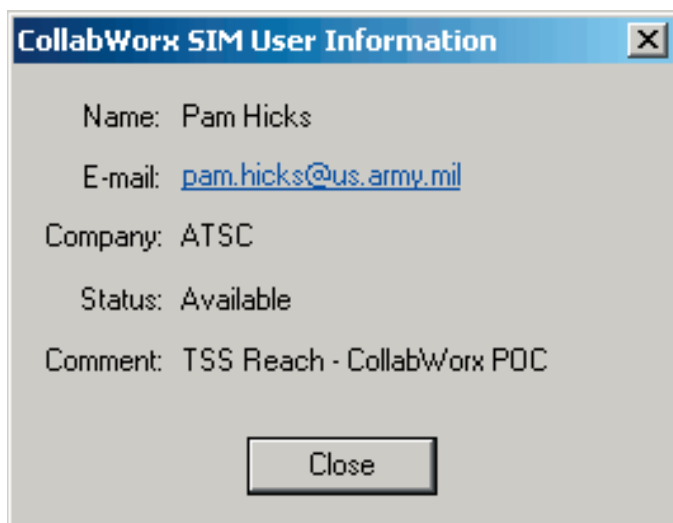 CollabWorx SIM User Information
Name: Pam Hicks
E-mail: pam.hicks@us.army.mil
Company: ATSC
Status: Available
Comment: TSS Reach - CollabWorx POC
Close